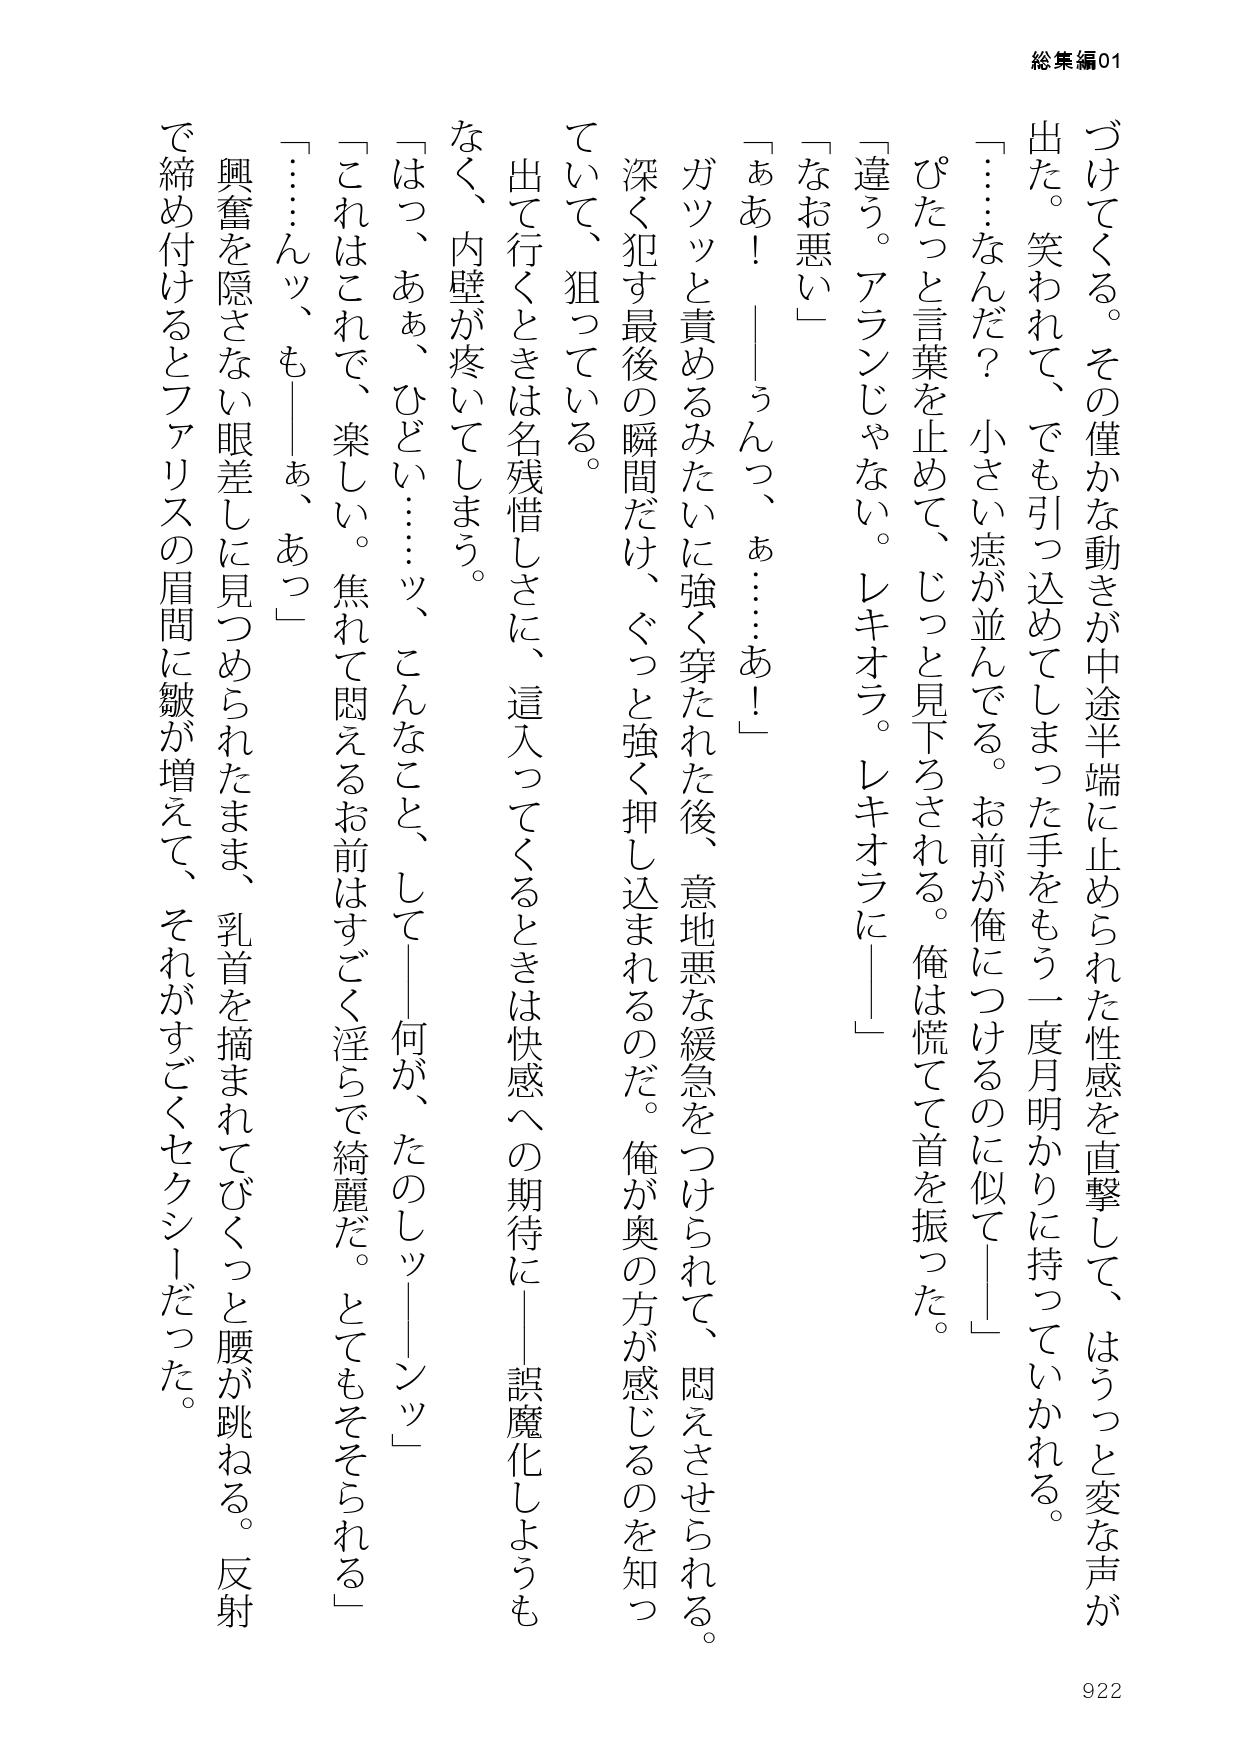 総集編01
づけてくる。その僅かな動きが中途半端に止められた性感を直撃して、はうっと変な声が
出た。笑われて、でも引っ込めてしまった手をもう一度月明かりに持っていかれる。
「……なんだ？　小さい痣が並んでる。お前が俺につけるのに似て――」
　ぴたっと言葉を止めて、じっと見下ろされる。俺は慌てて首を振った。
「違う。アランじゃない。レキオラ。レキオラに――」
「なお悪い」
「ぁあ！　――うんっ、ぁ……あ！」
　ガツッと責めるみたいに強く穿たれた後、意地悪な緩急をつけられて、悶えさせられる。
　深く犯す最後の瞬間だけ、ぐっと強く押し込まれるのだ。俺が奥の方が感じるのを知っ
ていて、狙っている。
　出て行くときは名残惜しさに、這入ってくるときは快感への期待に――誤魔化しようも
なく、内壁が疼いてしまう。
「はっ、あぁ、ひどい……ッ、こんなこと、して――何が、たのしッ――ンッ」
「これはこれで、楽しい。焦れて悶えるお前はすごく淫らで綺麗だ。とてもそそられる」
「……んッ、も――ぁ、あっ」
　興奮を隠さない眼差しに見つめられたまま、乳首を摘まれてびくっと腰が跳ねる。反射
で締め付けるとファリスの眉間に皺が増えて、それがすごくセクシーだった。
922